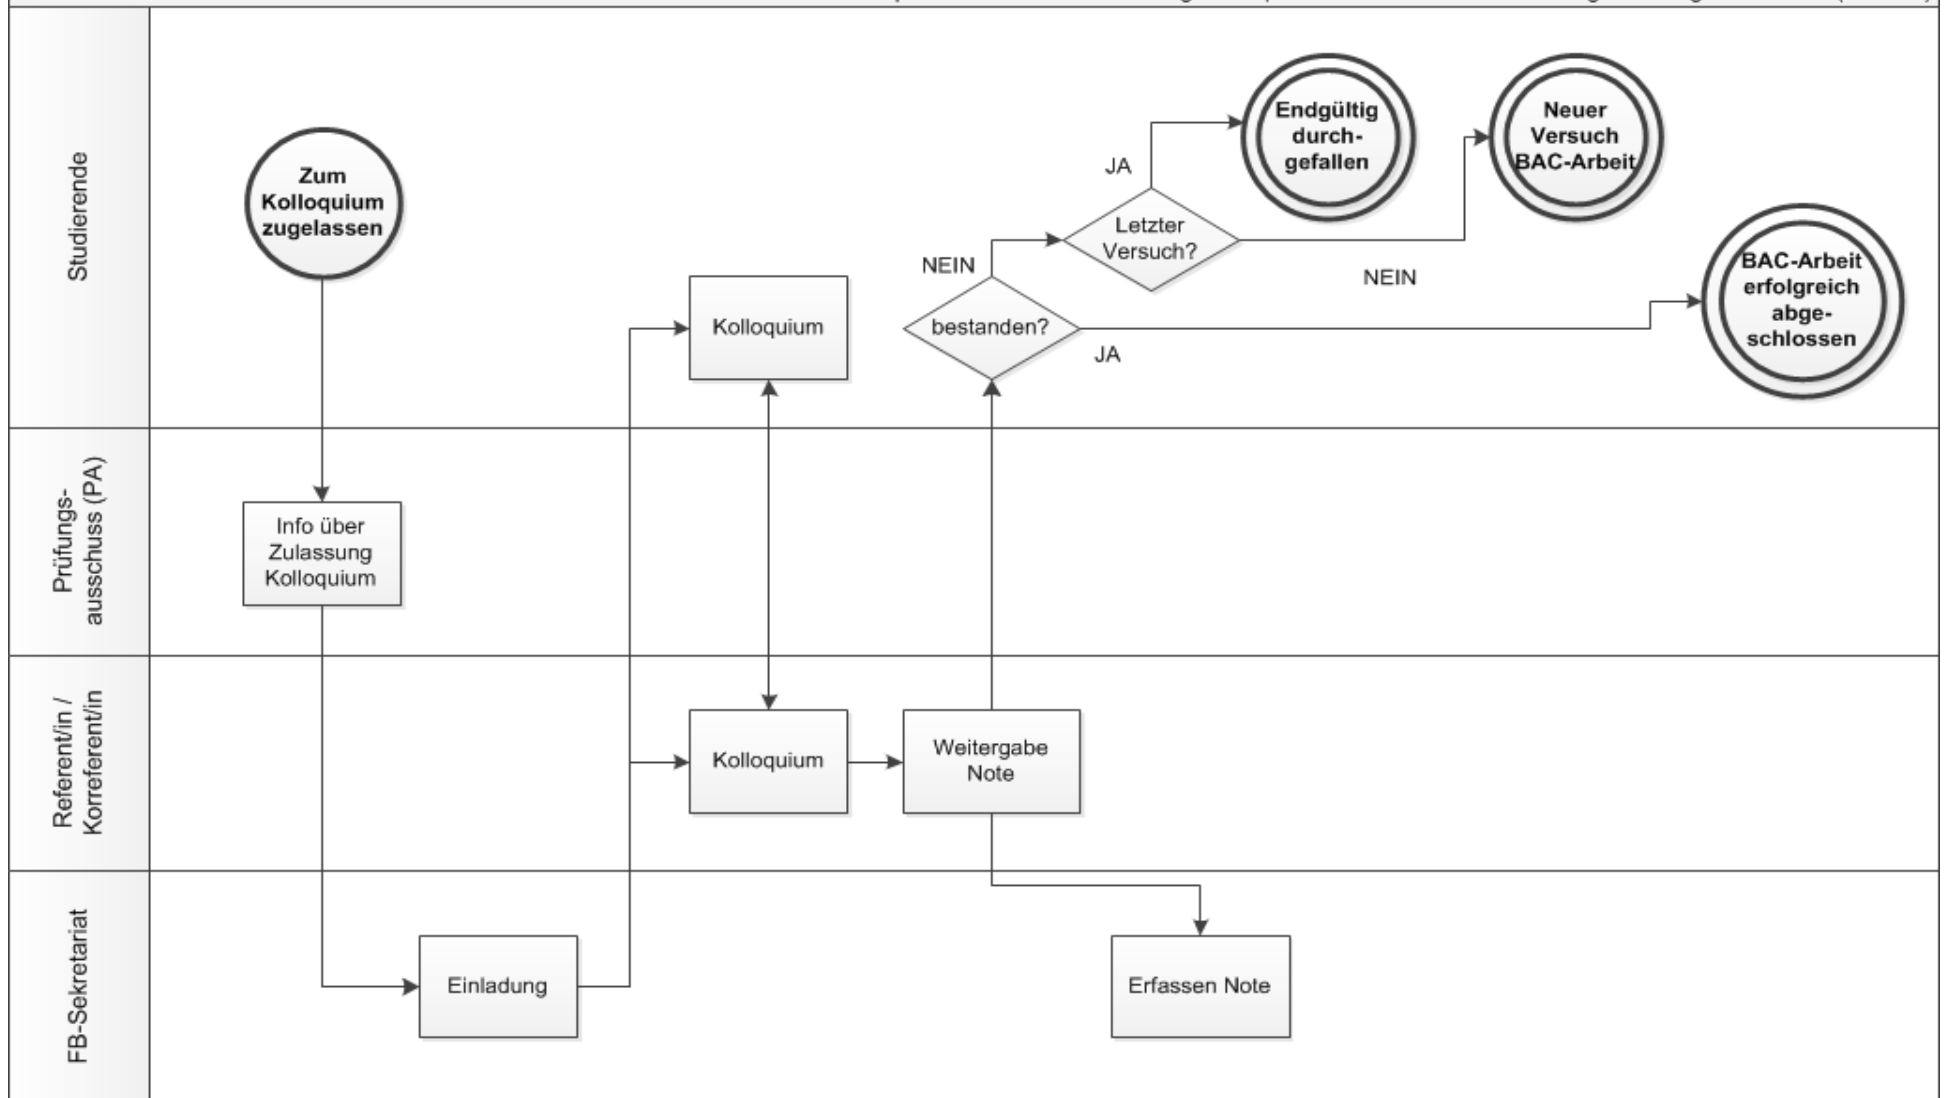 Studierende
Zum
Kolloquium
zugelassen
Kolloquium
bestanden?
NEIN
JA
Letzter
Versuch?
JA
NEIN
Endgültig
durch-
gefallen
Neuer
Versuch
BAC-Arbeit
BAC-Arbeit
erfolgreich
abge-
schlossen
Prüfungs-
ausschuss (PA)
Info über
Zulassung
Kolloquium
Referent/in /
Korreferent/in
Kolloquium
Weitergabe
Note
FB-Sekretariat
Einladung
Erfassen Note